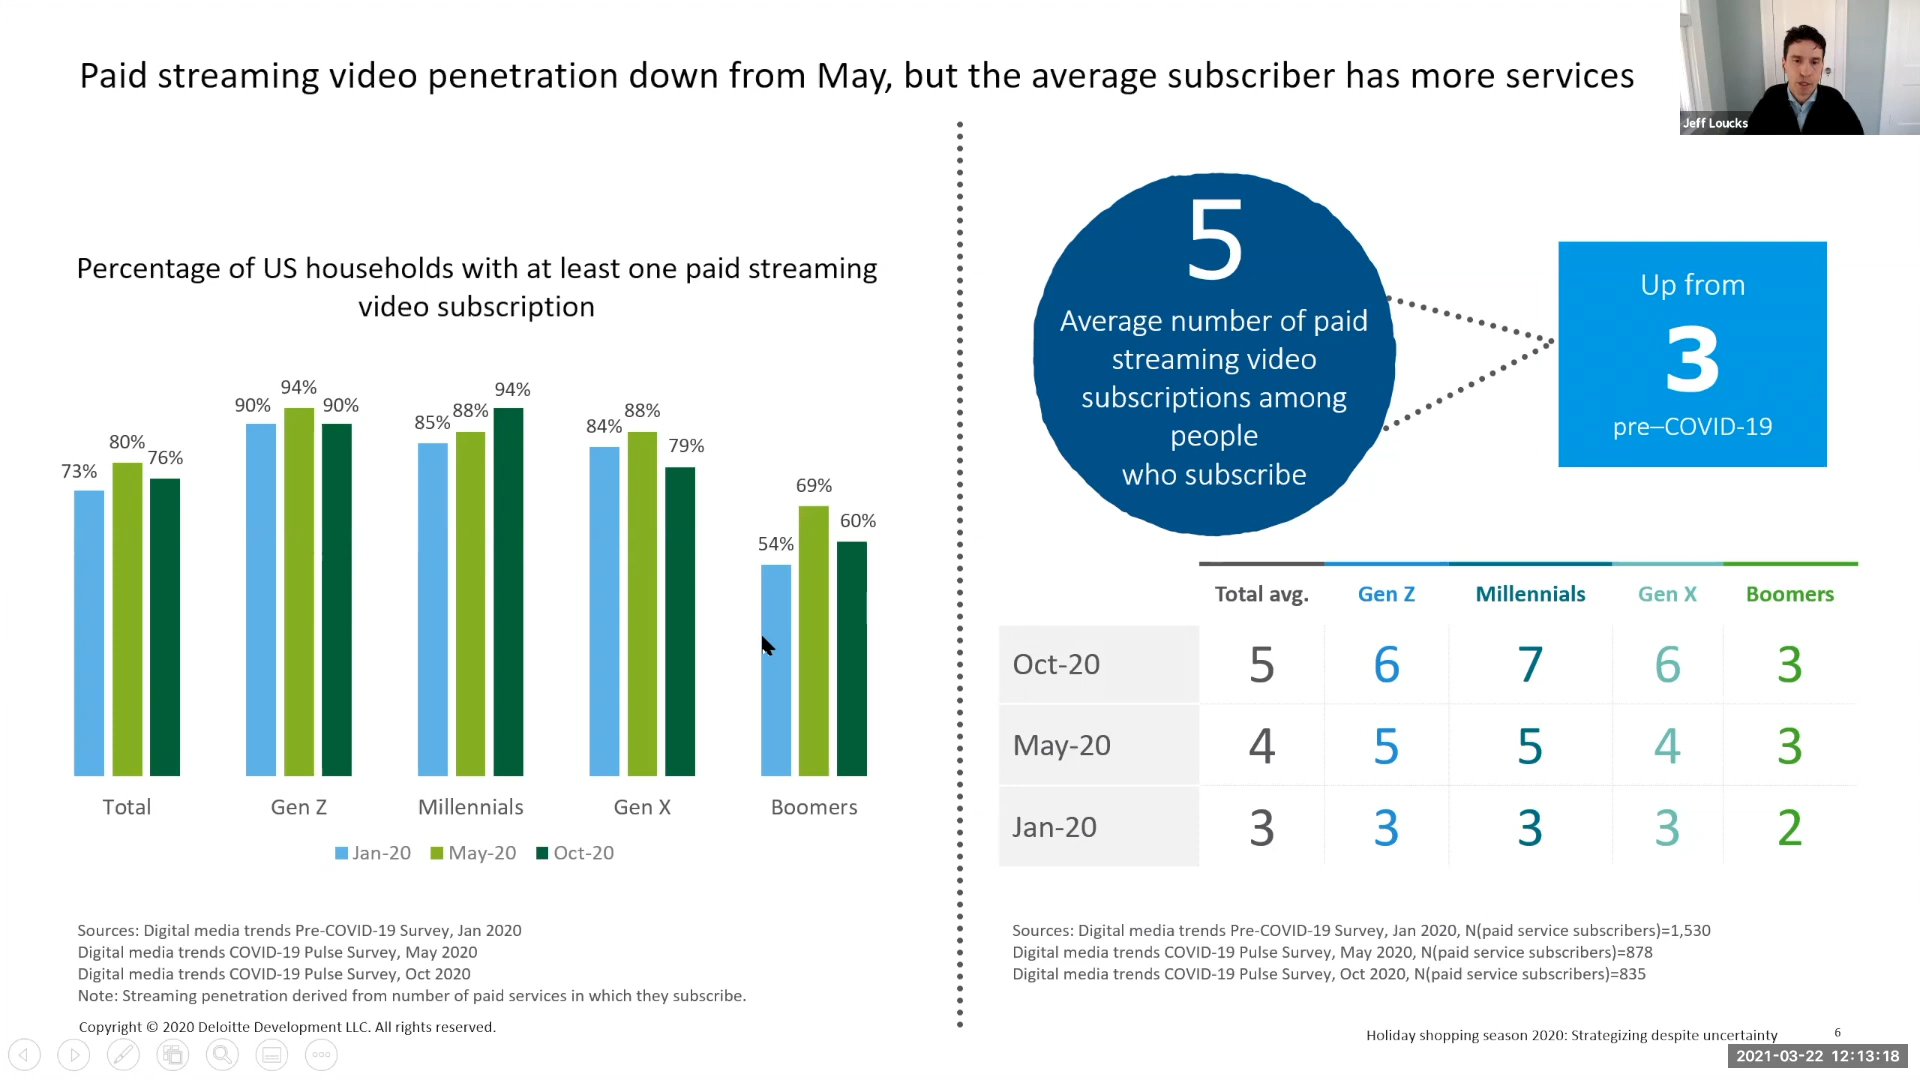 Paid streaming video penetration down from May, but the average subscriber has more services
Jeff Loucks
Percentage of US households with at least one paid streaming
video subscription
73%
80%
76%
90%
94%
90%
85%
88%
94%
84%
88%
79%
54%
69%
60%
Total
Gen Z
Millennials
Gen X
Boomers
Jan-20 May-20 Oct-20
Sources: Digital media trends Pre-COVID-19 Survey, Jan 2020
Digital media trends COVID-19 Pulse Survey, May 2020
Digital media trends COVID-19 Pulse Survey, Oct 2020
Note: Streaming penetration derived from number of paid services in which they subscribe.
Copyright © 2020 Deloitte Development LLC. All rights reserved.
5
Average number of paid
streaming video
subscriptions among
people
who subscribe
Up from
3
pre–COVID-19
Total avg. Gen Z Millennials Gen X Boomers
Oct-20 5 6 7 6 3
May-20 4 5 5 4 3
Jan-20 3 3 3 3 2
Sources: Digital media trends Pre-COVID-19 Survey, Jan 2020, N(paid service subscribers)=1,530
Digital media trends COVID-19 Pulse Survey, May 2020, N(paid service subscribers)=878
Digital media trends COVID-19 Pulse Survey, Oct 2020, N(paid service subscribers)=835
Holiday shopping season 2020: Strategizing despite uncertainty 6
2021-03-22 12:13:18